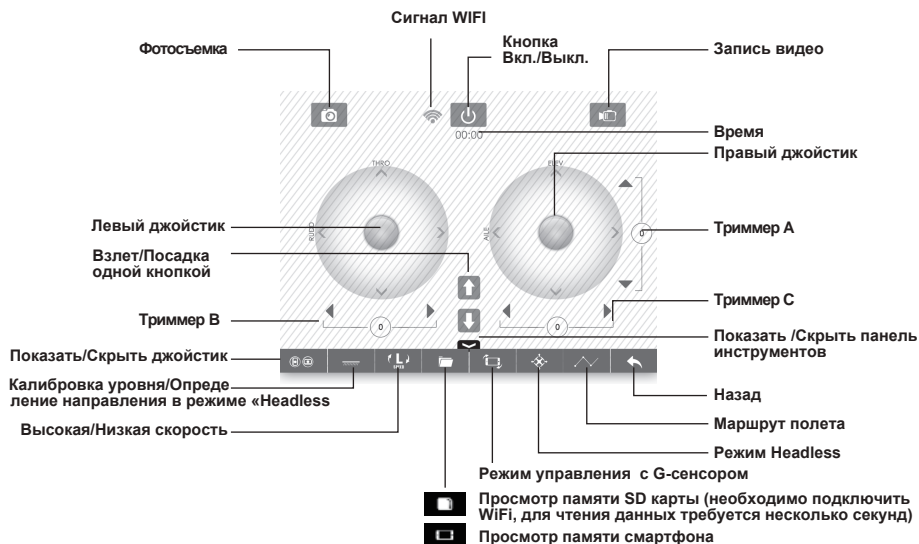 Сигнал WIFI
Фотосъемка
Кнопка
Вкл./Выкл.
Запись видео
00:00
Время
Правый джойстик
THRO
ELEV
RUDD
AILE
Левый джойстик
0
Триммер А
Взлет/Посадка
одной кнопкой
Триммер С
Триммер В
0
0
Показать /Скрыть панель
инструментов
Показать/Скрыть джойстик
L
SPEED
Калибровка уровня/Опреде
ление направления в режиме «Headless
Назад
Высокая/Низкая скорость
Маршрут полета
Режим Headless
Режим управления с G-сенсором
Просмотр памяти SD карты (необходимо подключить
WiFi, для чтения данных требуется несколько секунд)
Просмотр памяти смартфона